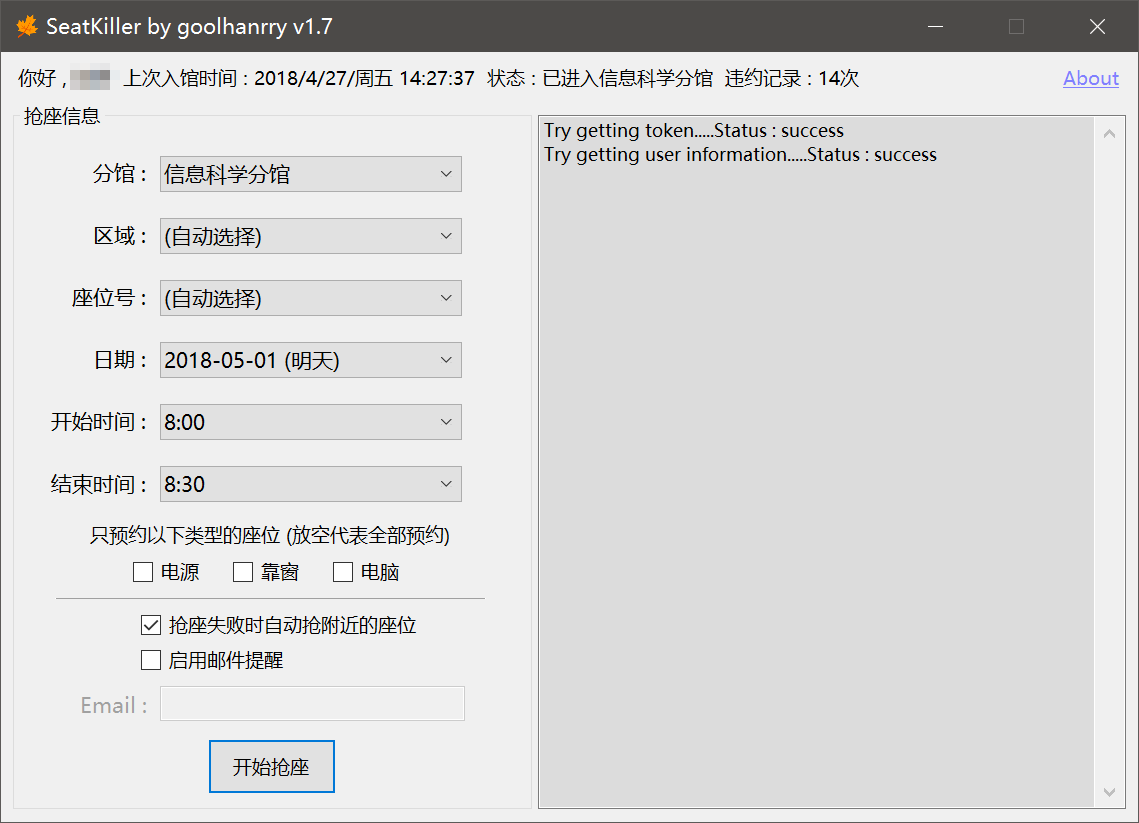 SeatKiller by goolhanrry v1.7
你好 , 上次入馆时间 : 2018/4/27/周五 14:27:37 状态 : 已进入信息科学分馆 违约记录 : 14次 About
抢座信息
分馆 : 信息科学分馆
区域 : (自动选择)
座位号 : (自动选择)
日期 : 2018-05-01 (明天)
开始时间 : 8:00
结束时间 : 8:30
只预约以下类型的座位 (放空代表全部预约)
电源 靠窗 电脑
抢座失败时自动抢附近的座位
启用邮件提醒
Email :
开始抢座
Try getting token.....Status : success
Try getting user information.....Status : success